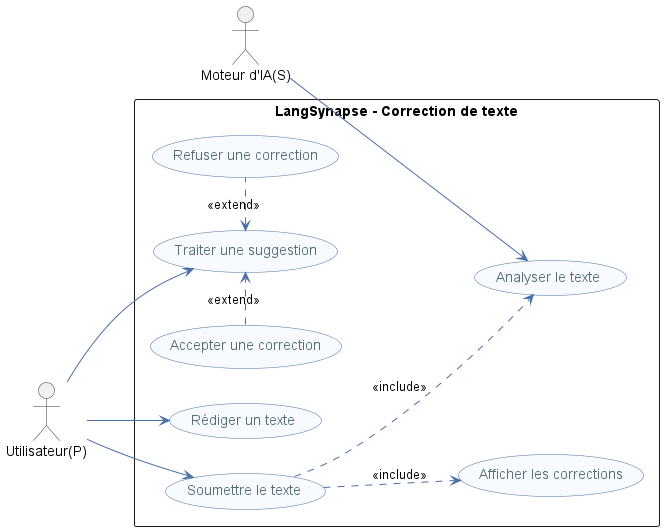 Moteur d'IA(S)
LangSynapse - Correction de texte
Refuser une correction
«extend»
Traiter une suggestion
Analyser le texte
«extend»
Accepter une correction
«include»
Rédiger un texte
Utilisateur(P)
«include»
Afficher les corrections
Soumettre le texte